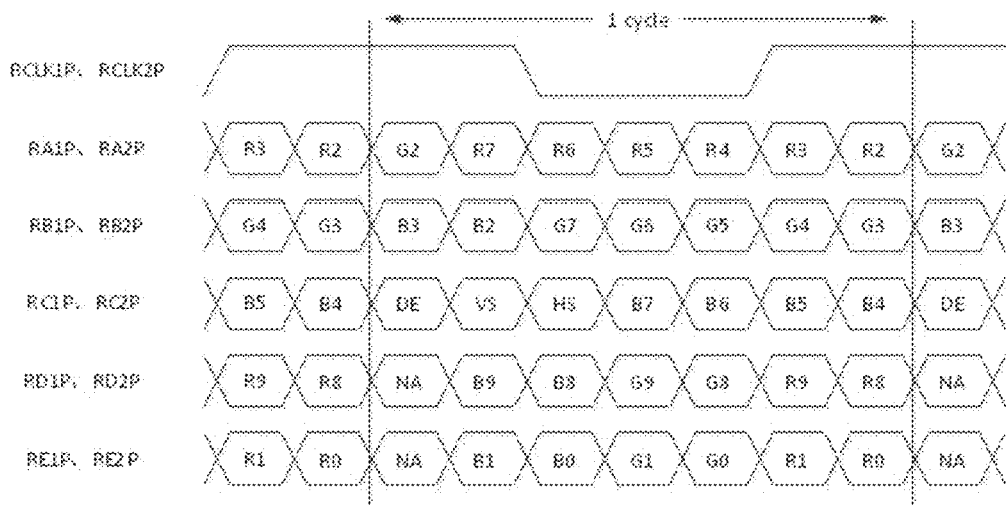 1 cycle
RCLK1P、RCLK2P
RA1P、RA2P R3 R2 G2 R7 R6 R5 R4 R3 R2 G2
RB1P、RB2P G4 G3 B3 B2 G7 G6 G5 G4 G3 B3
RC1P、RC2P B5 B4 DE VS HS B7 B6 B5 B4 DE
RD1P、RD2P R9 R8 NA B9 B8 G9 G8 R9 R8 NA
RE1P、RE2P R1 R0 NA B1 B0 G1 G0 R1 R0 NA